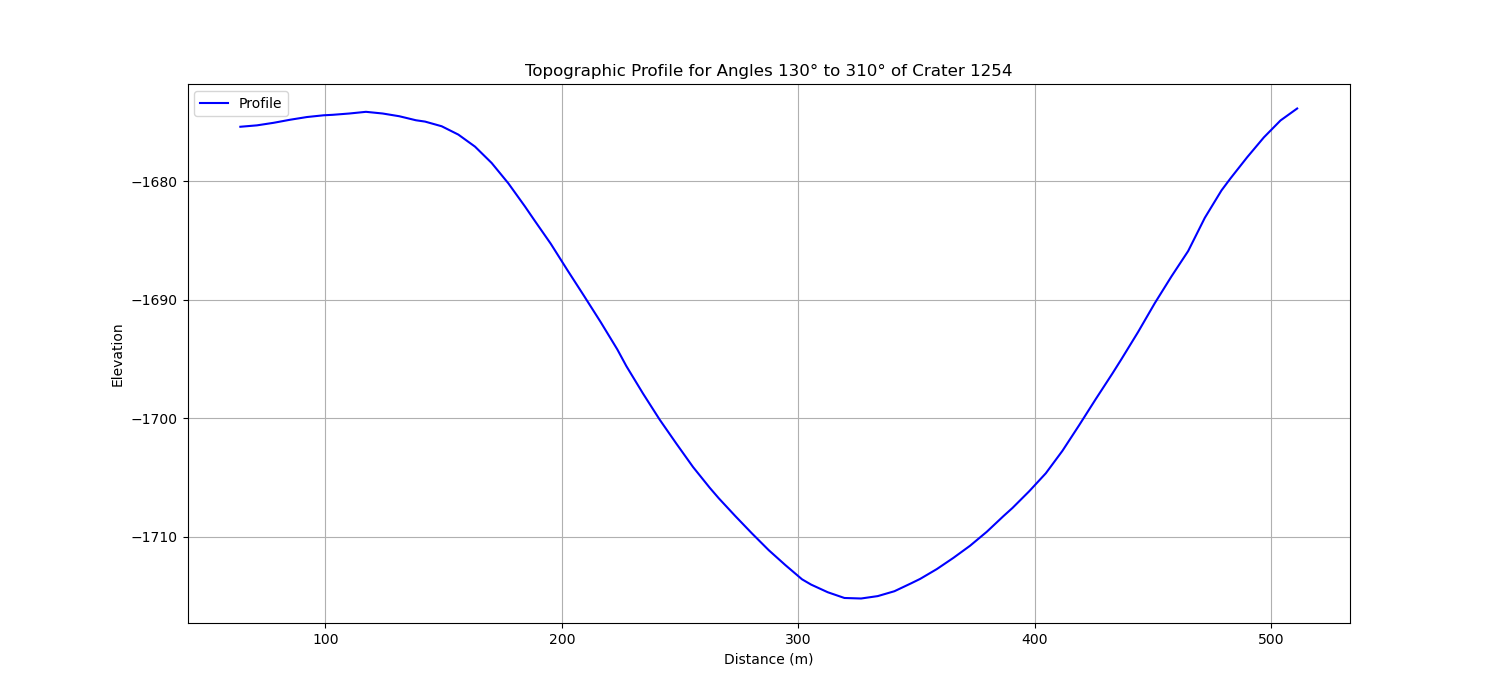 Topographic Profile for Angles 130° to 310° of Crater 1254
Profile
−1680
−1690
−1700
−1710
Elevation
100 200 300 400 500
Distance (m)